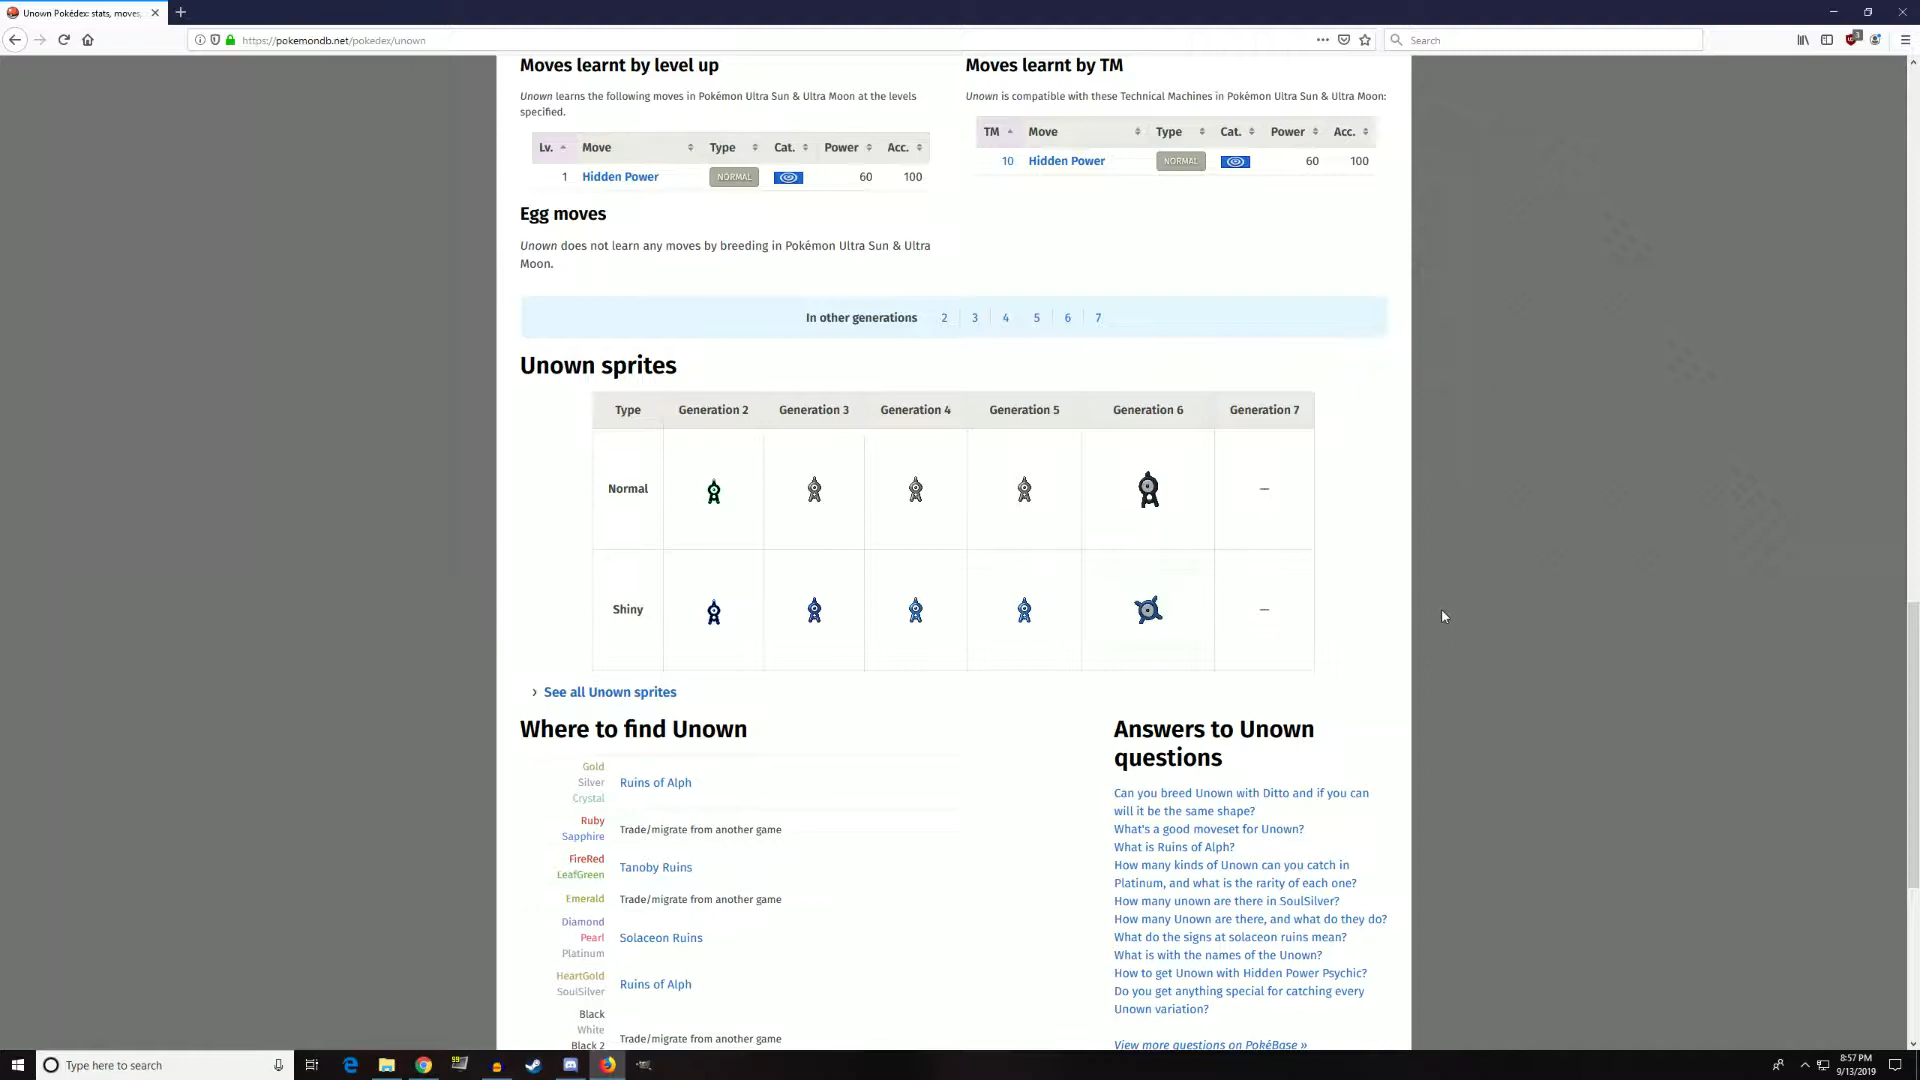 Unown Pokédex: stats, moves,
https://pokemondb.net/pokedex/unown
Search
3
Moves learnt by level up
Unown learns the following moves in Pokémon Ultra Sun & Ultra Moon at the levels
specified.
Lv. Move Type Cat. Power Acc.
1 Hidden Power NORMAL 60 100
Egg moves
Unown does not learn any moves by breeding in Pokémon Ultra Sun & Ultra
Moon.
Moves learnt by TM
Unown is compatible with these Technical Machines in Pokémon Ultra Sun & Ultra Moon:
TM Move Type Cat. Power Acc.
10 Hidden Power NORMAL 60 100
In other generations 2 3 4 5 6 7
Unown sprites
Type Generation 2 Generation 3 Generation 4 Generation 5 Generation 6 Generation 7
Normal —
Shiny —
› See all Unown sprites
Where to find Unown
Gold
Silver
Crystal
Ruins of Alph
Ruby
Sapphire
Trade/migrate from another game
FireRed
LeafGreen
Tanoby Ruins
Emerald
Trade/migrate from another game
Diamond
Pearl
Platinum
Solaceon Ruins
HeartGold
SoulSilver
Ruins of Alph
Black
White
Black 2
Trade/migrate from another game
Answers to Unown
questions
Can you breed Unown with Ditto and if you can
will it be the same shape?
What's a good moveset for Unown?
What is Ruins of Alph?
How many kinds of Unown can you catch in
Platinum, and what is the rarity of each one?
How many unown are there in SoulSilver?
How many Unown are there, and what do they do?
What do the signs at solaceon ruins mean?
What is with the names of the Unown?
How to get Unown with Hidden Power Psychic?
Do you get anything special for catching every
Unown variation?
View more questions on PokéBase »
Type here to search
8:57 PM
9/13/2019